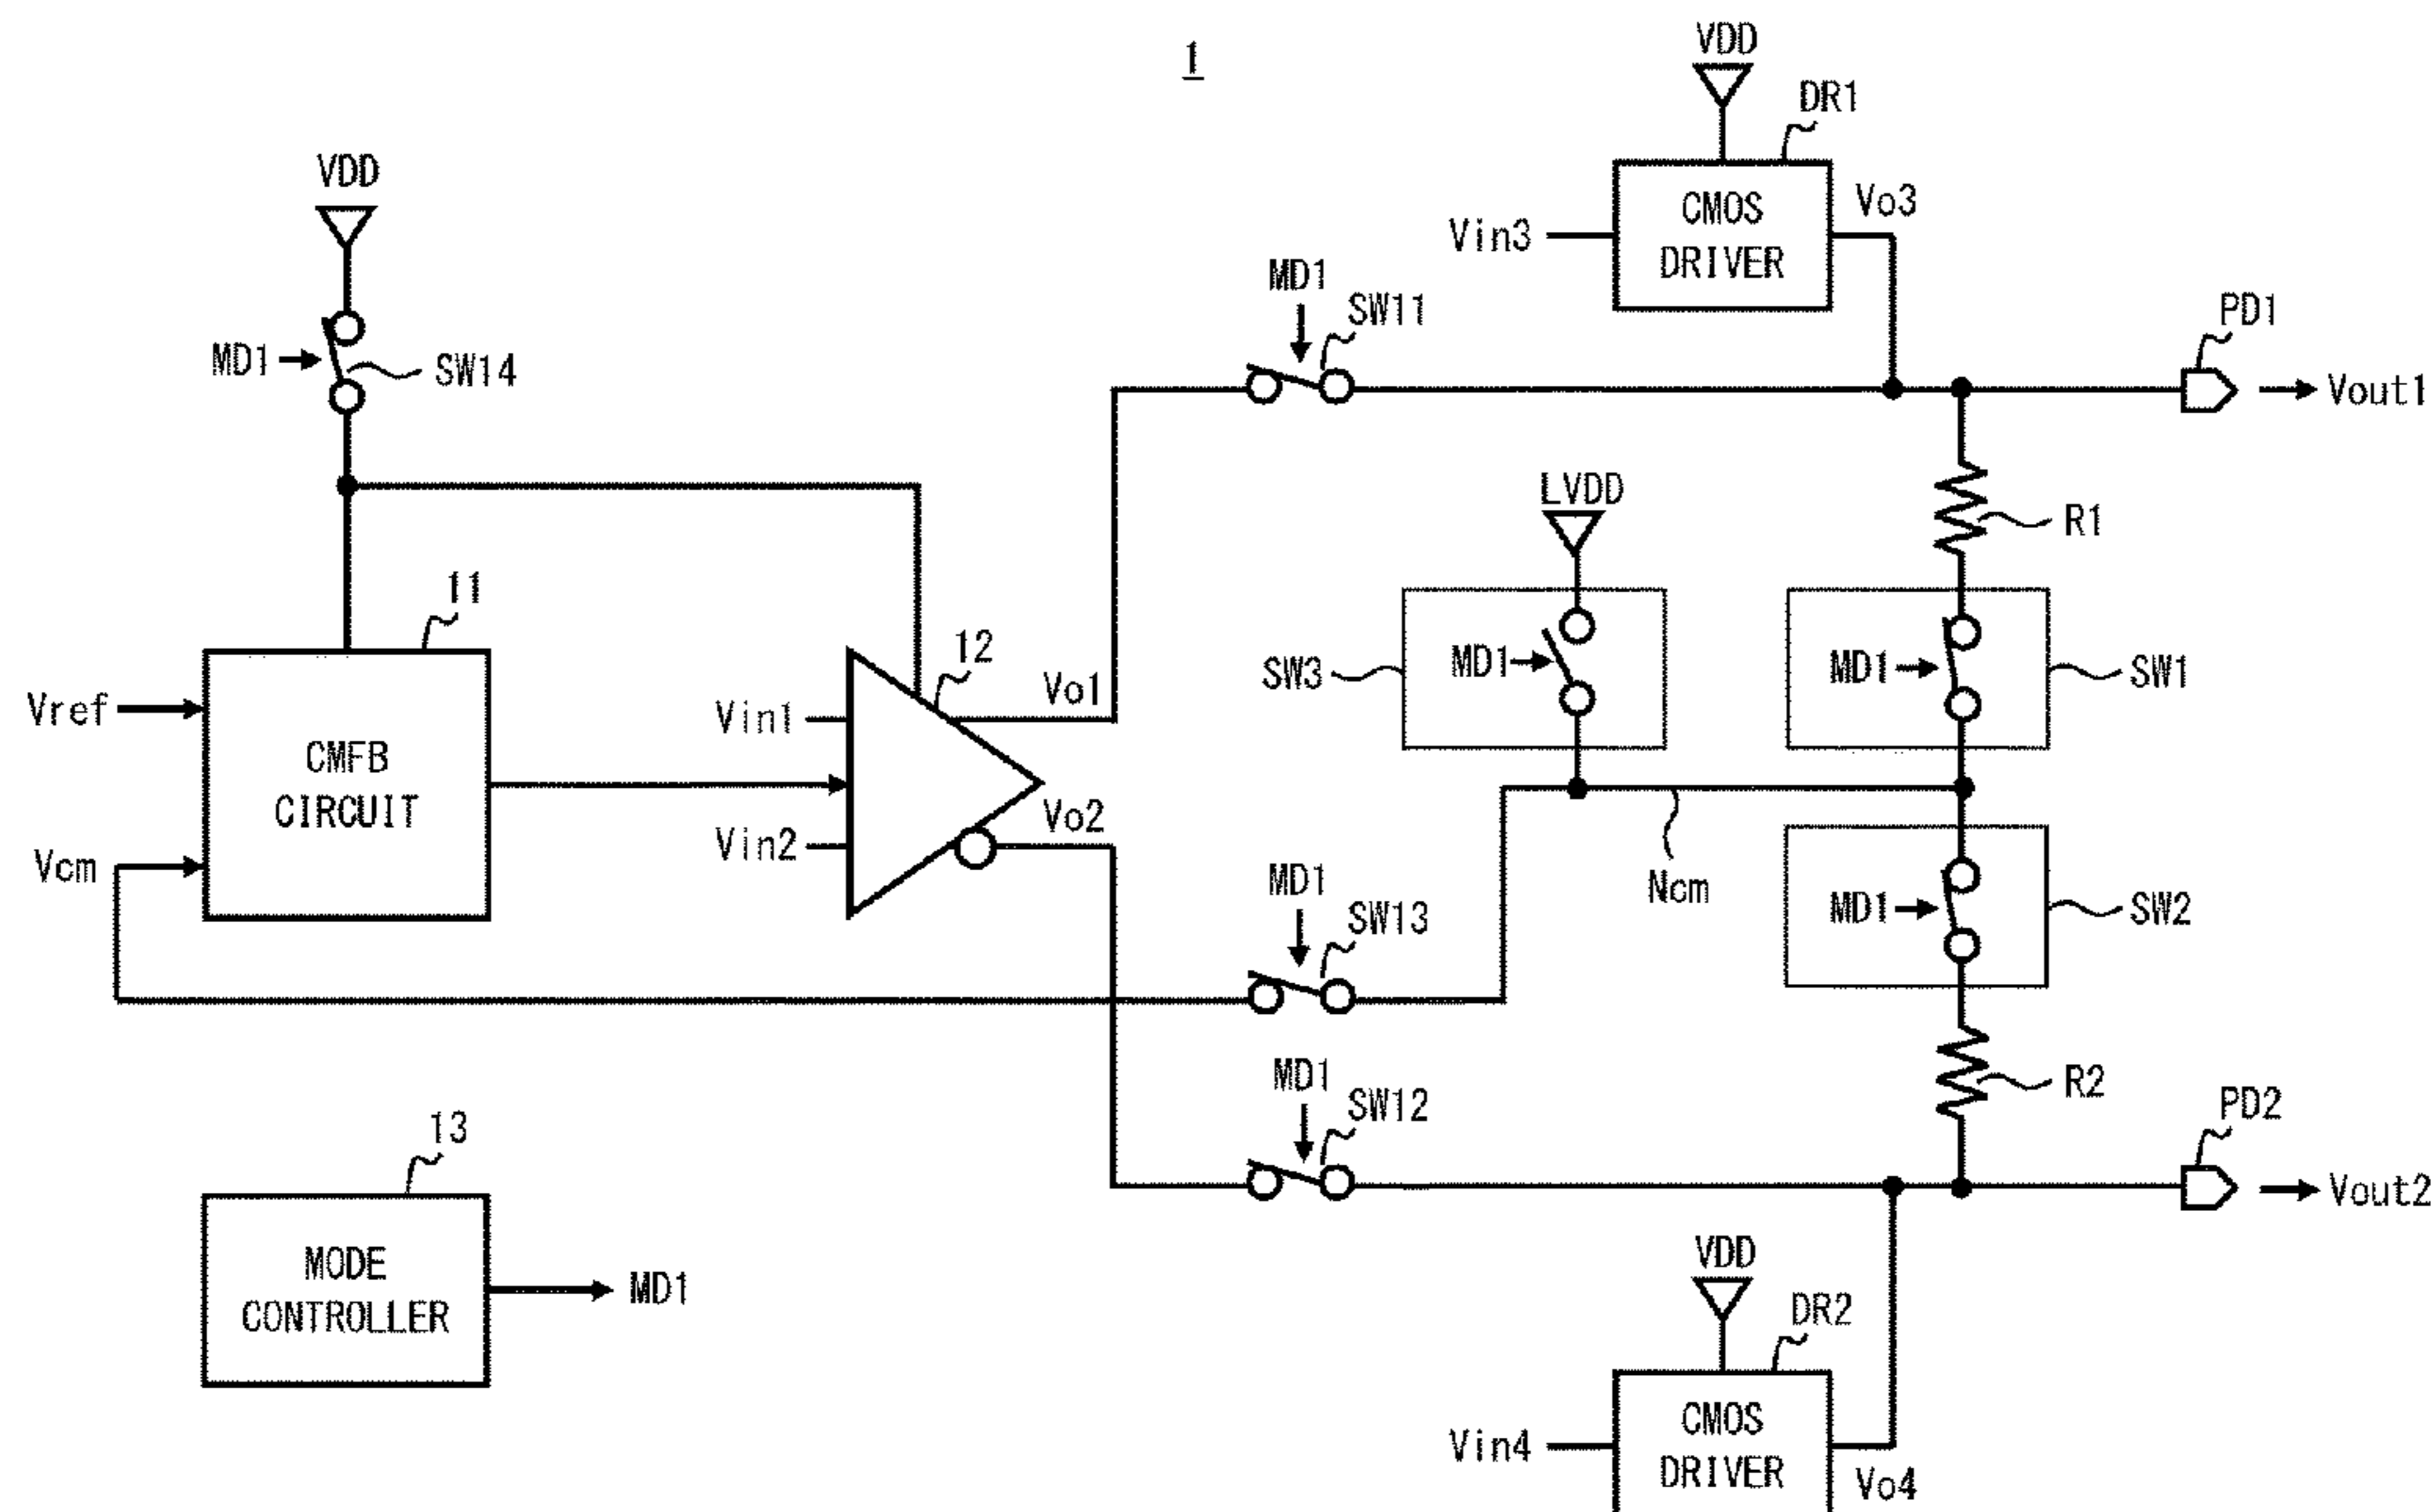 1
VDD
DR1
VDD
CMOS
DRIVER
Vo3
Vin3
MD1
SW11
PD1
MD1
SW14
Vout1
LVDD
R1
11
12
Vo1
SW3
MD1
MD1
SW1
Vref
Vin1
CMFB
CIRCUIT
Vo2
Vin2
Vcm
MD1
SW13
Ncm
MD1
SW2
MD1
SW12
R2
PD2
13
Vout2
MODE
CONTROLLER
MD1
VDD
DR2
CMOS
DRIVER
Vin4
Vo4